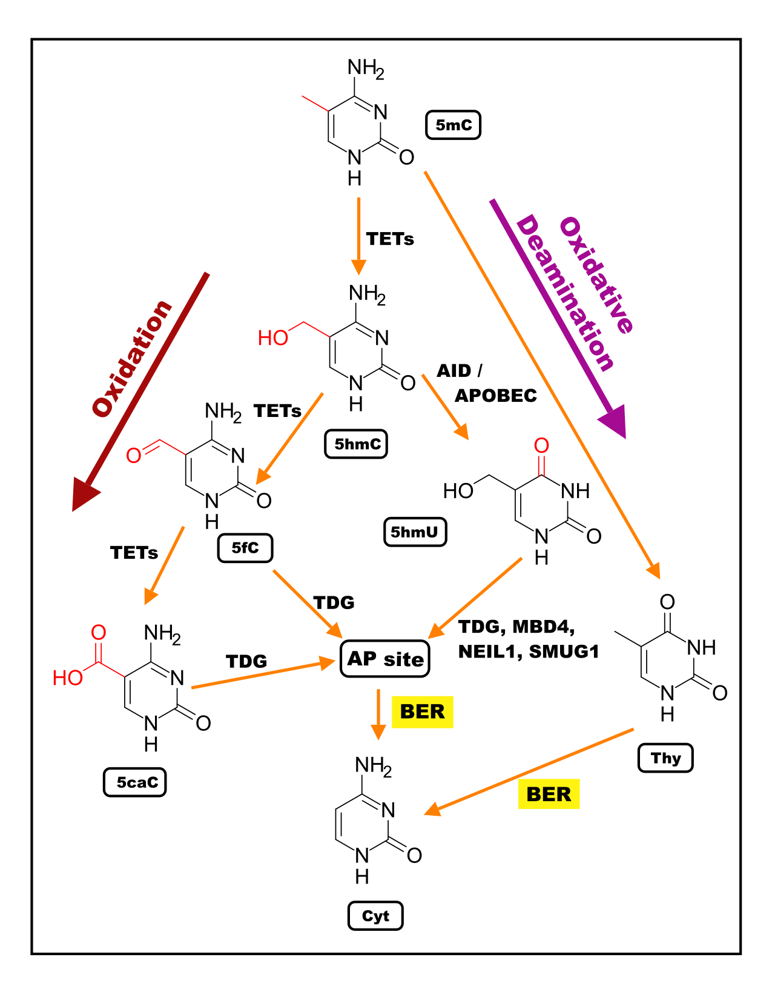 NH2
N
N
H
O
5mC
TETs
Oxidative
Deamination
Oxidation
NH2
HO
N
N
H
O
AID /
APOBEC
TETs
5hmC
NH2
O
N
N
H
O
5fC
O
HO
NH
N
H
O
5hmU
TETs
TDG
TDG, MBD4,
NEIL1, SMUG1
O
NH
N
H
O
Thy
O
HO
NH2
N
N
H
O
5caC
TDG
AP site
BER
BER
NH2
N
N
H
O
Cyt